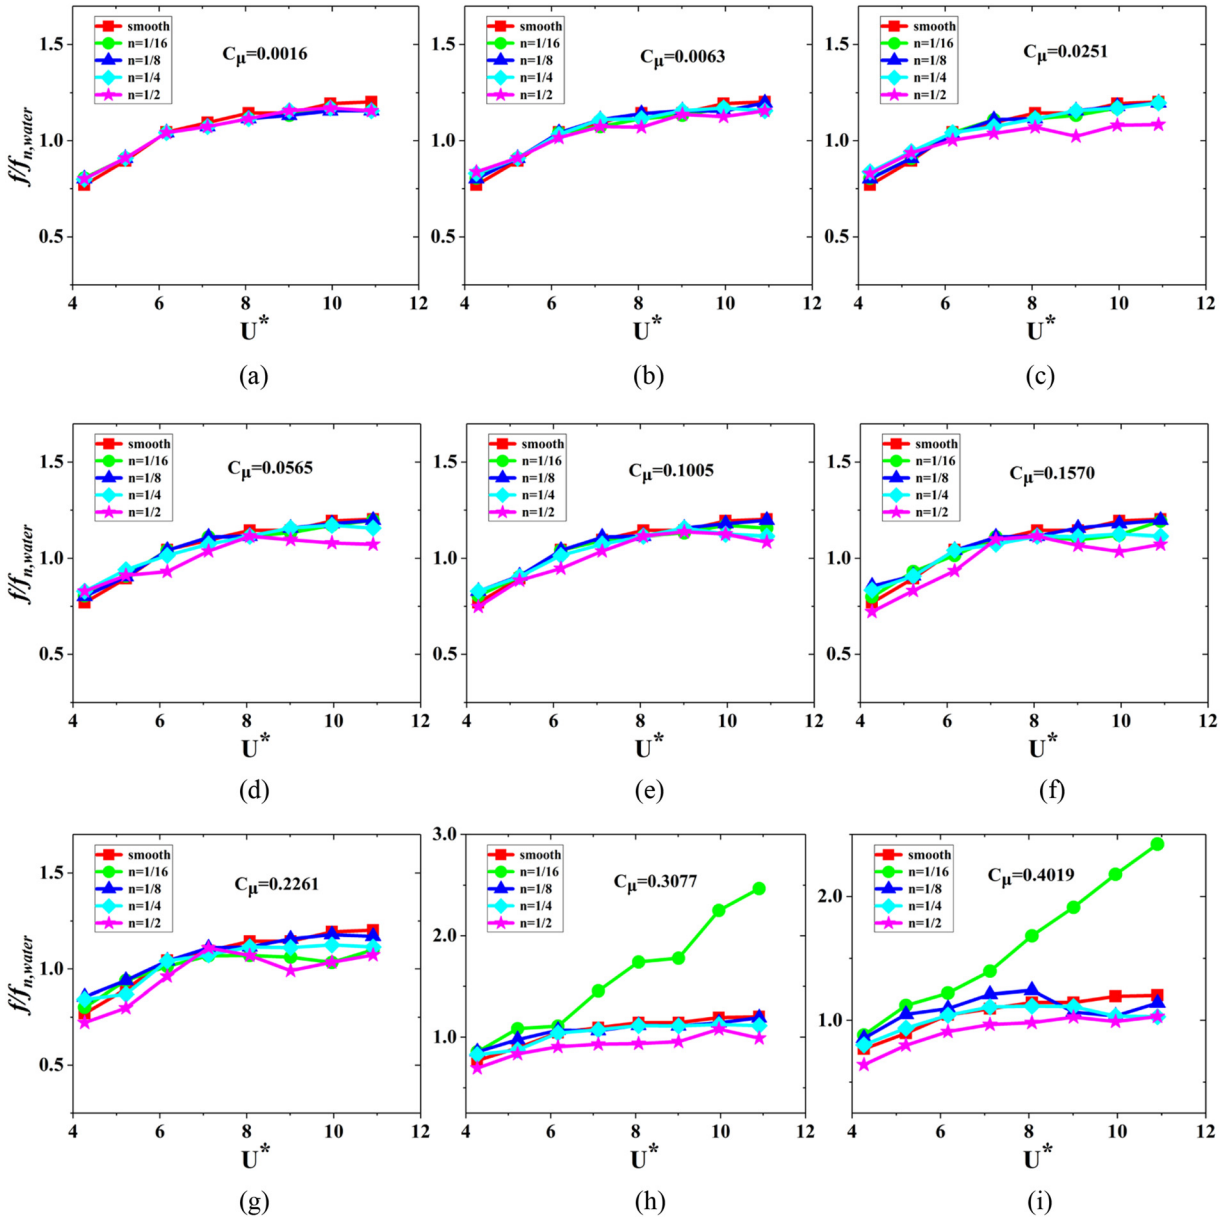 smooth
n=1/16
n=1/8
n=1/4
n=1/2
Cμ=0.0016
1.5
1.0
0.5
f/fn,water
4 6 8 10 12
U*
(a)
smooth
n=1/16
n=1/8
n=1/4
n=1/2
Cμ=0.0063
1.5
1.0
0.5
4 6 8 10 12
U*
(b)
smooth
n=1/16
n=1/8
n=1/4
n=1/2
Cμ=0.0251
1.5
1.0
0.5
4 6 8 10 12
U*
(c)
smooth
n=1/16
n=1/8
n=1/4
n=1/2
Cμ=0.0565
1.5
1.0
0.5
f/fn,water
4 6 8 10 12
U*
(d)
smooth
n=1/16
n=1/8
n=1/4
n=1/2
Cμ=0.1005
1.5
1.0
0.5
4 6 8 10 12
U*
(e)
smooth
n=1/16
n=1/8
n=1/4
n=1/2
Cμ=0.1570
1.5
1.0
0.5
4 6 8 10 12
U*
(f)
smooth
n=1/16
n=1/8
n=1/4
n=1/2
Cμ=0.2261
1.5
1.0
0.5
f/fn,water
4 6 8 10 12
U*
(g)
smooth
n=1/16
n=1/8
n=1/4
n=1/2
Cμ=0.3077
3.0
2.0
1.0
4 6 8 10 12
U*
(h)
smooth
n=1/16
n=1/8
n=1/4
n=1/2
Cμ=0.4019
2.0
1.0
4 6 8 10 12
U*
(i)